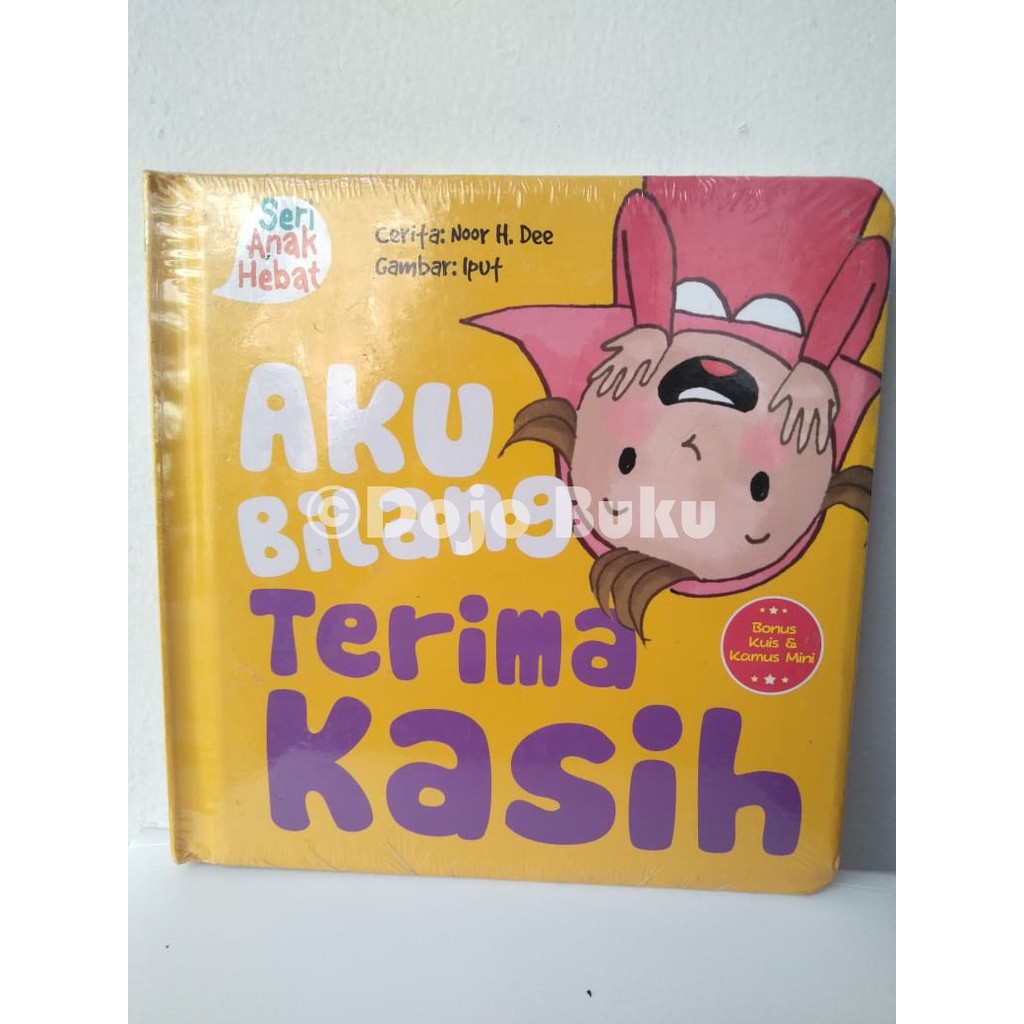 Seri
Anak
Hebat
Cerita: Noor H. Dee
Gambar: Iput
Aku
Bilang
©Dojo Buku
Terima
Kasih
Bonus
Kuis &
Kamus Mini